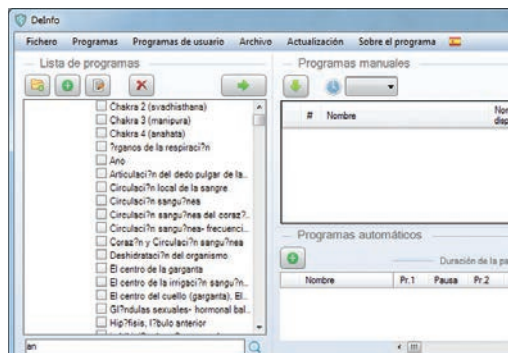 DeInfo
Fichero Programas Programas de usuario Archivo Actualización Sobre el programa
Lista de programas
Chakra 2 (svadhisthana)
Chakra 3 (manipura)
Chakra 4 (anahata)
?rganos de la respiraci?n
Ano
Articulaci?n del dedo pulgar de la..
Circulaci?n local de la sangre
Circulaci?n sangu?nea
Circulaci?n sangu?nea del coraz?..
Circulaci?n sangu?nea- frecuenci...
Coraz?n y Circulaci?n sangu?nea
Deshidrataci?n del organismo
El centro de la garganta
El centro de la irrigaci?n sangu?n..
El centro del cuello (garganta). El..
Gl?ndulas sexuales- hormonal bal..
Hip?fisis, l?bulo anterior
an
Programas manuales
# Nombre
Programas automáticos
Duración de la pa
Nombre Pr.1 Pausa Pr.2